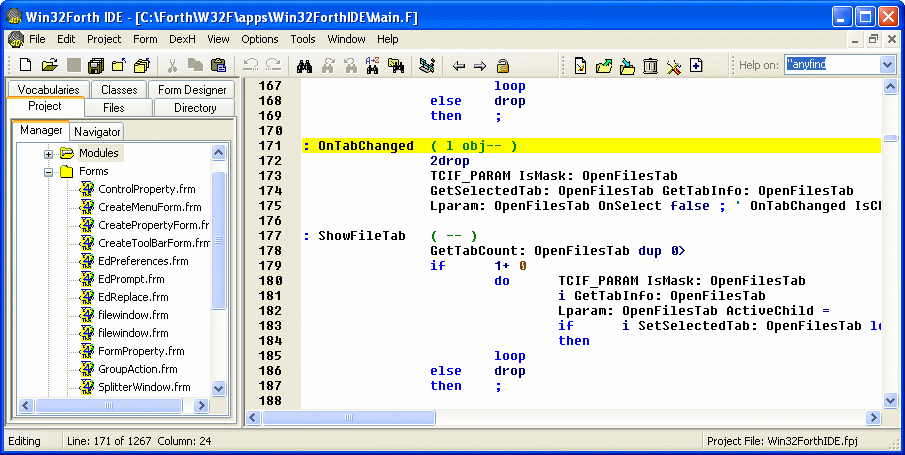 Win32Forth IDE - [C:\Forth\W32F\apps\Win32ForthIDE\Main.F]
File Edit Project Form DexH View Options Tools Window Help
Help on: "anyfind
Vocabularies Classes Form Designer
Project Files Directory
Manager Navigator
Modules
Forms
ControlProperty.frm
CreateMenuForm.frm
CreatePropertyForm.frm
CreateToolBarForm.frm
EdPreferences.frm
EdPrompt.frm
EdReplace.frm
filewindow.frm
filewindow.frm
FormProperty.frm
GroupAction.frm
SplitterWindow.frm
167 loop
168 else drop
169 then ;
170
171 : OnTabChanged ( l obj-- )
172 2drop
173 TCIF_PARAM IsMask: OpenFilesTab
174 GetSelectedTab: OpenFilesTab GetTabInfo: OpenFilesTab
175 Lparam: OpenFilesTab OnSelect false ; ' OnTabChanged IsCh
176
177 : ShowFileTab ( -- )
178 GetTabCount: OpenFilesTab dup 0>
179 if 1+ 0
180 do TCIF_PARAM IsMask: OpenFilesTab
181 i GetTabInfo: OpenFilesTab
182 Lparam: OpenFilesTab ActiveChild =
183 if i SetSelectedTab: OpenFilesTab le
184 then
185 loop
186 else drop
187 then ;
188
Editing Line: 171 of 1267 Column: 24 Project File: Win32ForthIDE.fpj